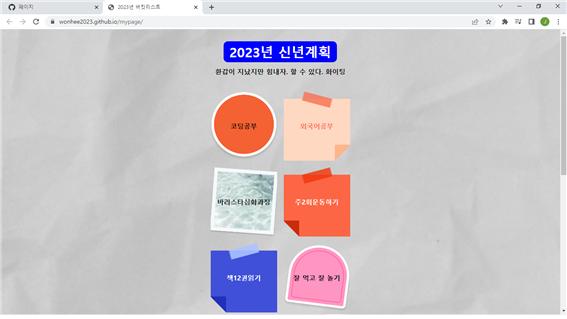 페이지
2023년 버킷리스트
wonhee2023.github.io/mypage/
2023년 신년계획
환갑이 지났지만 힘내자. 할 수 있다. 화이팅
코딩공부
외국어공부
바리스타심화과정
주2회운동하기
책12권읽기
잘 먹고 잘 놀기